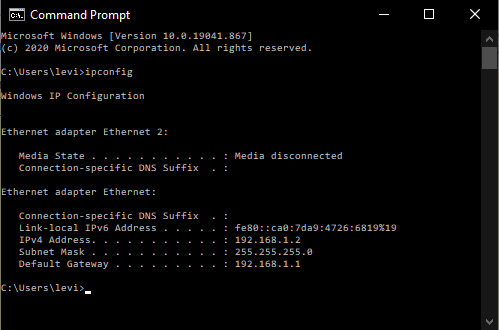 Command Prompt
Microsoft Windows [Version 10.0.19041.867]
(c) 2020 Microsoft Corporation. All rights reserved.
C:\Users\levi>ipconfig
Windows IP Configuration
Ethernet adapter Ethernet 2:
Media State . . . . . . . . . . . : Media disconnected
Connection-specific DNS Suffix  . :
Ethernet adapter Ethernet:
Connection-specific DNS Suffix  . :
Link-local IPv6 Address . . . . . : fe80::ca0:7da9:4726:6819%19
IPv4 Address. . . . . . . . . . . : 192.168.1.2
Subnet Mask . . . . . . . . . . . : 255.255.255.0
Default Gateway . . . . . . . . . : 192.168.1.1
C:\Users\levi>